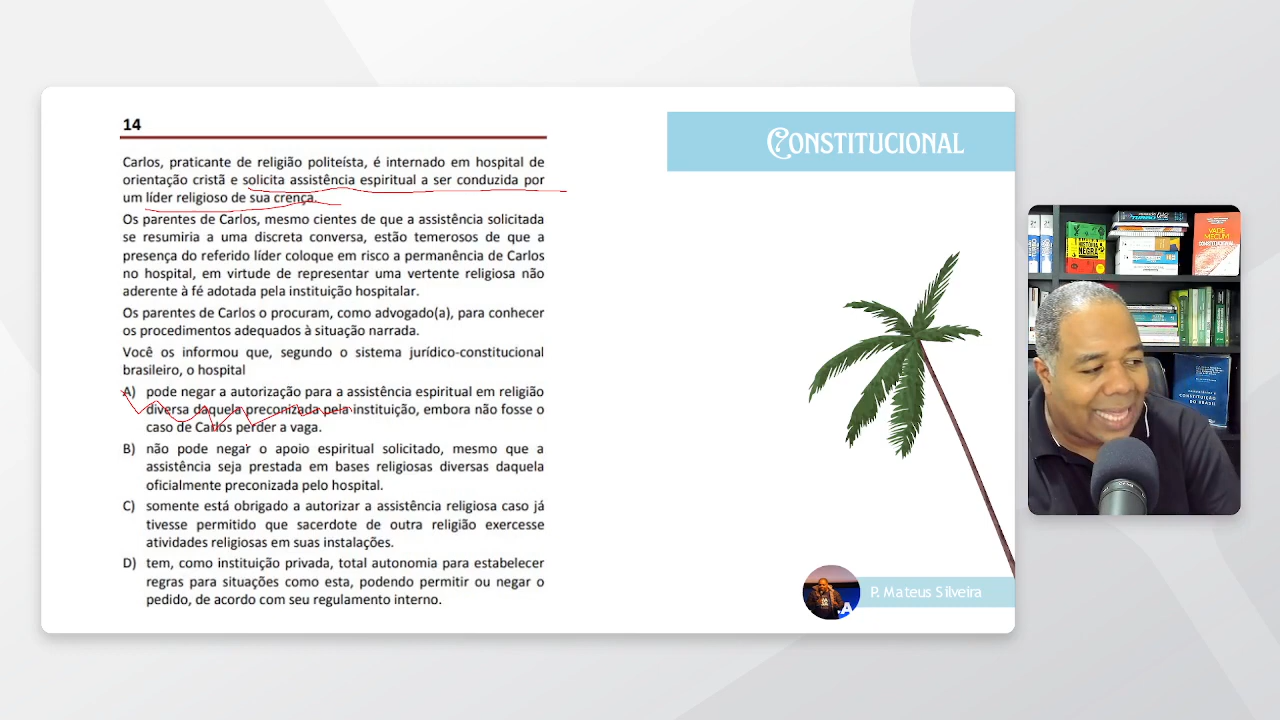 14
CONSTITUCIONAL
Carlos, praticante de religião politeísta, é internado em hospital de
orientação cristã e solicita assistência espiritual a ser conduzida por
um líder religioso de sua crença.
Os parentes de Carlos, mesmo cientes de que a assistência solicitada
se resumiria a uma discreta conversa, estão temerosos de que a
presença do referido líder coloque em risco a permanência de Carlos
no hospital, em virtude de representar uma vertente religiosa não
aderente à fé adotada pela instituição hospitalar.
Os parentes de Carlos o procuram, como advogado(a), para conhecer
os procedimentos adequados à situação narrada.
Você os informou que, segundo o sistema jurídico-constitucional
brasileiro, o hospital
A) pode negar a autorização para a assistência espiritual em religião
diversa daquela preconizada pela instituição, embora não fosse o
caso de Carlos perder a vaga.
B) não pode negar o apoio espiritual solicitado, mesmo que a
assistência seja prestada em bases religiosas diversas daquela
oficialmente preconizada pelo hospital.
C) somente está obrigado a autorizar a assistência religiosa caso já
tivesse permitido que sacerdote de outra religião exercesse
atividades religiosas em suas instalações.
D) tem, como instituição privada, total autonomia para estabelecer
regras para situações como esta, podendo permitir ou negar o
pedido, de acordo com seu regulamento interno.
P. Mateus Silveira
VADE
MECUM
CONSTITUCIONAL
NEGRA
CONSTITUIÇÃO
DO BRASIL